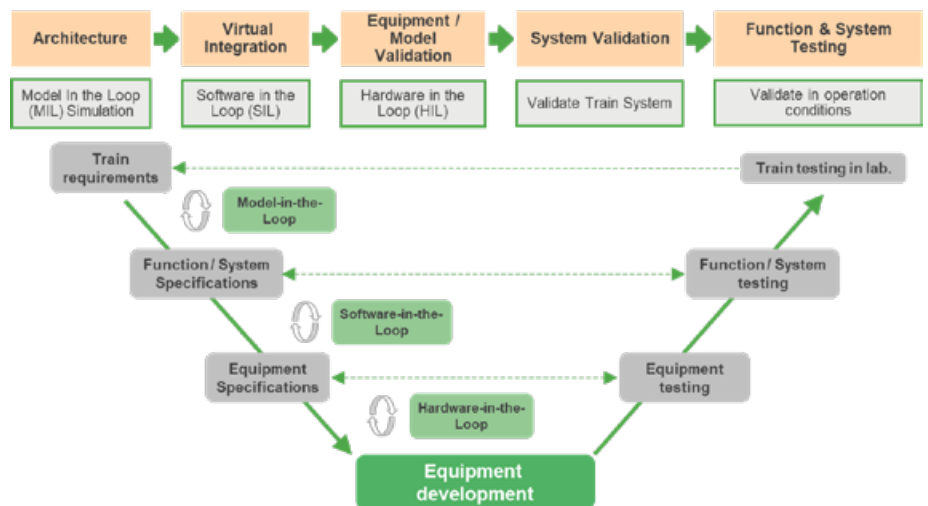 Architecture
Virtual
Integration
Equipment /
Model
Validation
System Validation
Function & System
Testing
Model In the Loop
(MIL) Simulation
Software in the
Loop (SIL)
Hardware in the
Loop (HIL)
Validate Train System
Validate in operation
conditions
Train
requirements
Train testing in lab.
Model-in-the-
Loop
Function / System
Specifications
Function / System
testing
Software-in-the-
Loop
Equipment
Specifications
Equipment
testing
Hardware-in-the-
Loop
Equipment
development